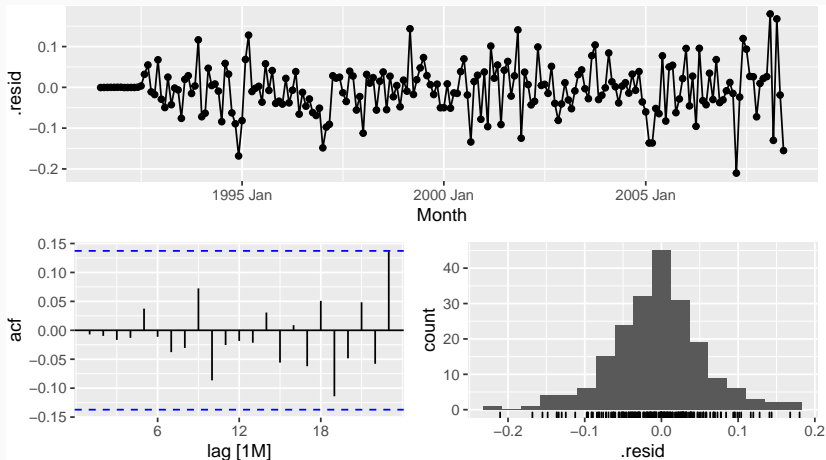 .resid
0.1
0.0
−0.1
−0.2
1995 Jan
2000 Jan
2005 Jan
Month
acf
0.15
0.10
0.05
0.00
−0.05
−0.10
−0.15
6
12
18
lag [1M]
count
40
30
20
10
0
−0.2
−0.1
0.0
0.1
0.2
.resid